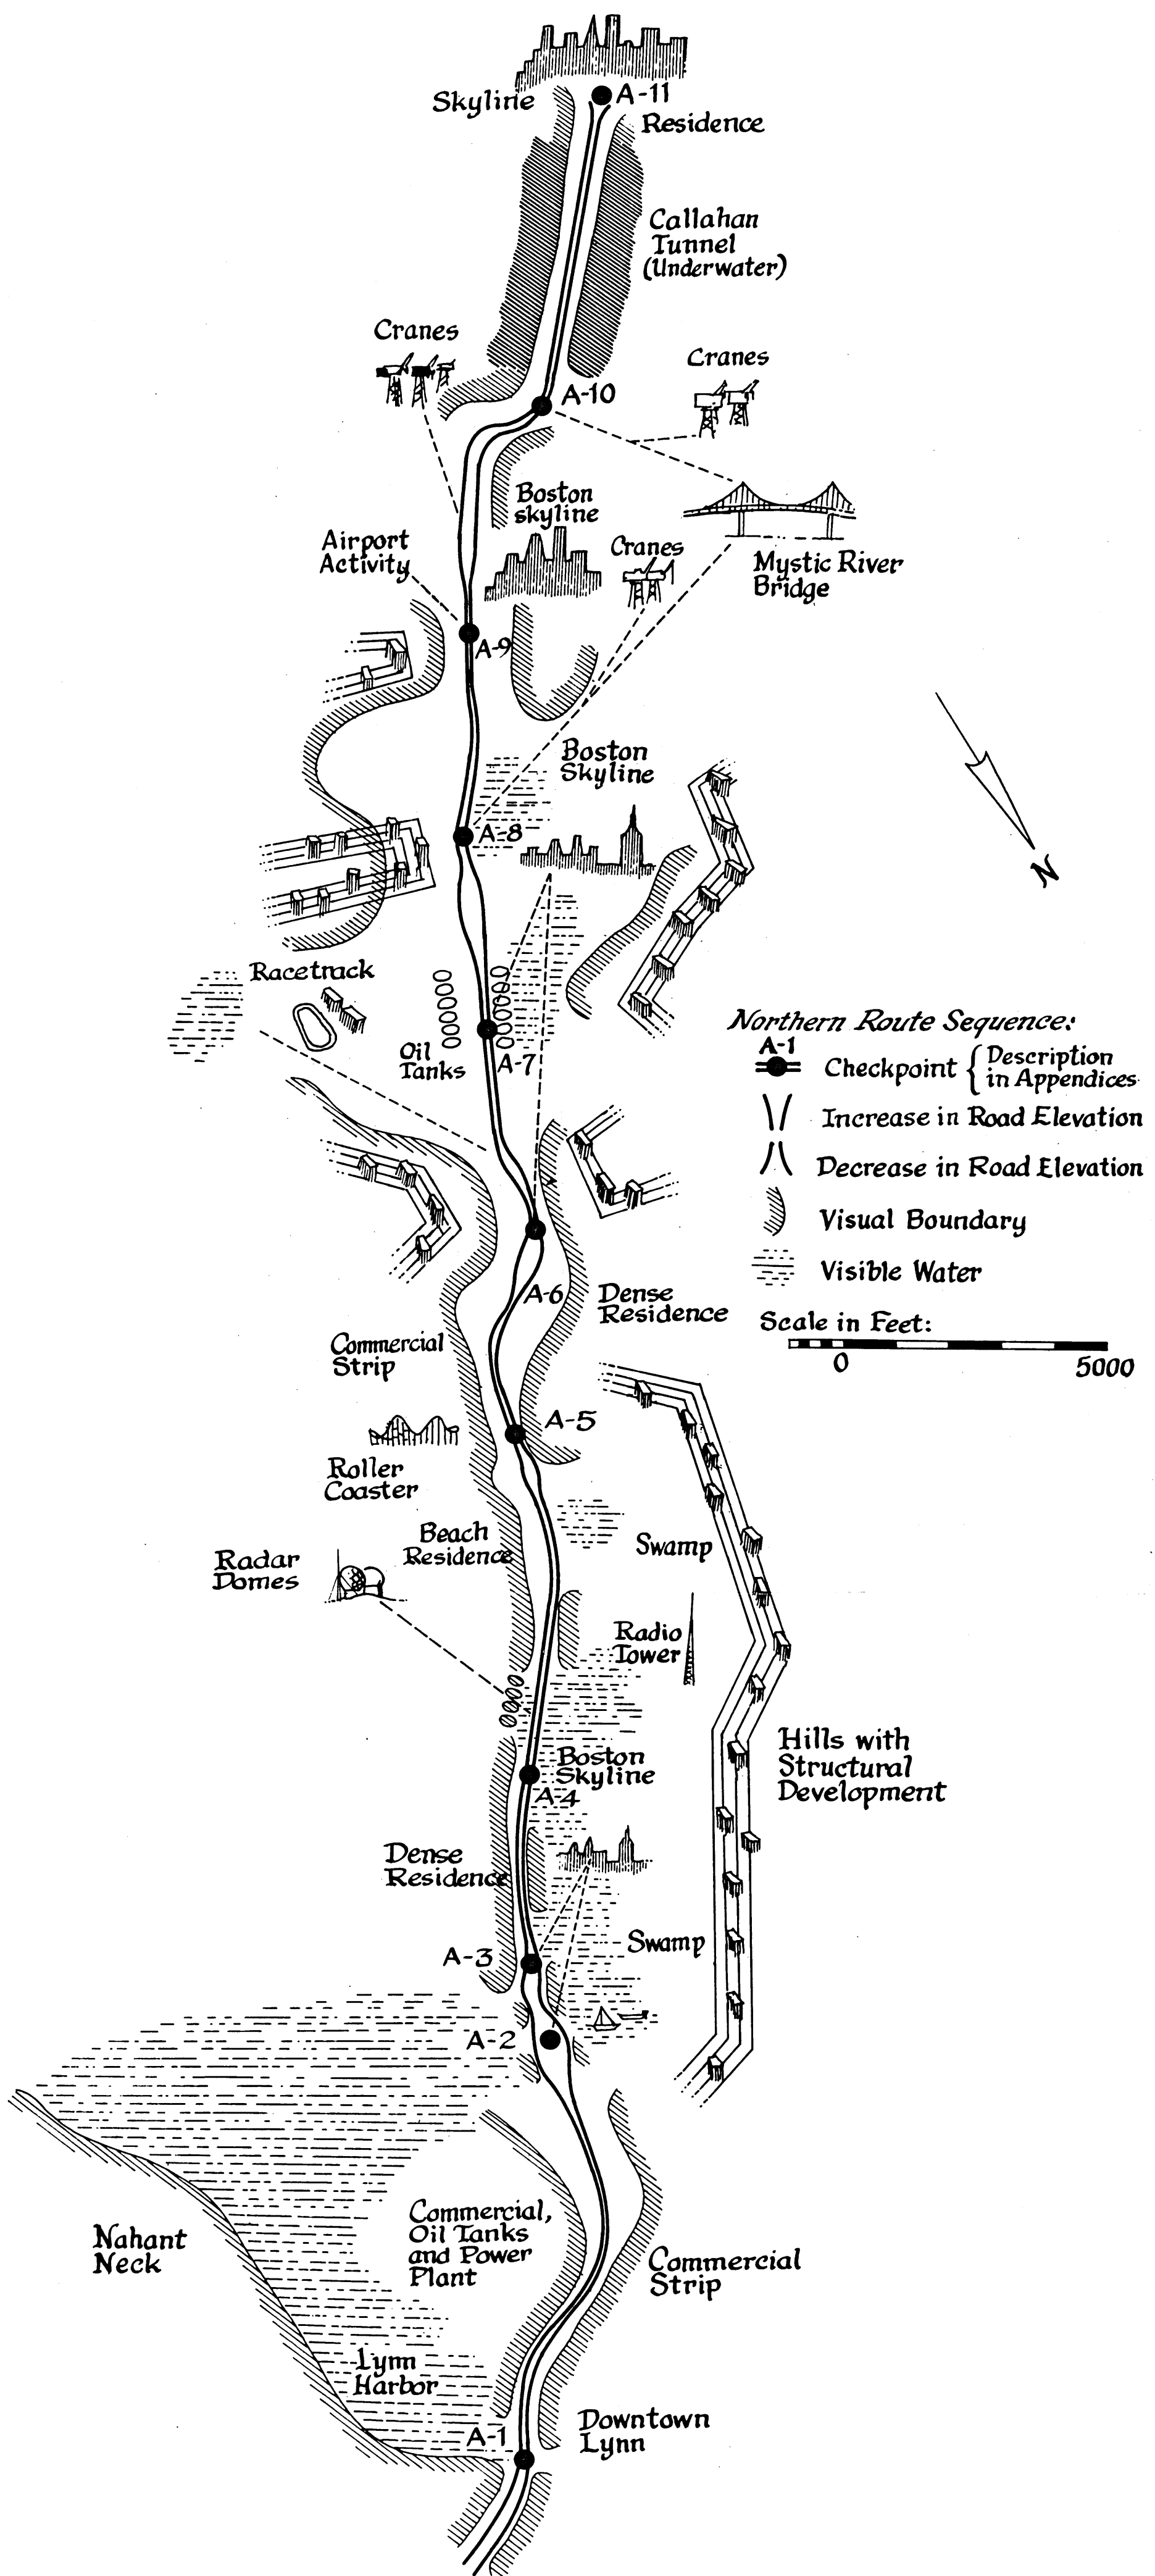 Skyline
A-11
Residence
Callahan
Tunnel
(Underwater)
Cranes
Cranes
A-10
Boston
skyline
Airport
Activity
Cranes
Mystic River
Bridge
A-9
Boston
Skyline
A-8
N
Racetrack
Oil
Tanks
A-7
Northern Route Sequence:
A-1
Checkpoint { Description
in Appendices
Increase in Road Elevation
Decrease in Road Elevation
Visual Boundary
Visible Water
Scale in Feet:
0
5000
A-6
Dense
Residence
Commercial
Strip
A-5
Roller
Coaster
Beach
Residence
Swamp
Radar
Domes
Radio
Tower
Hills with
Structural
Development
Boston
Skyline
A-4
Dense
Residence
Swamp
A-3
A-2
Nahant
Neck
Commercial,
Oil Tanks
and Power
Plant
Commercial
Strip
Lynn
Harbor
A-1
Downtown
Lynn